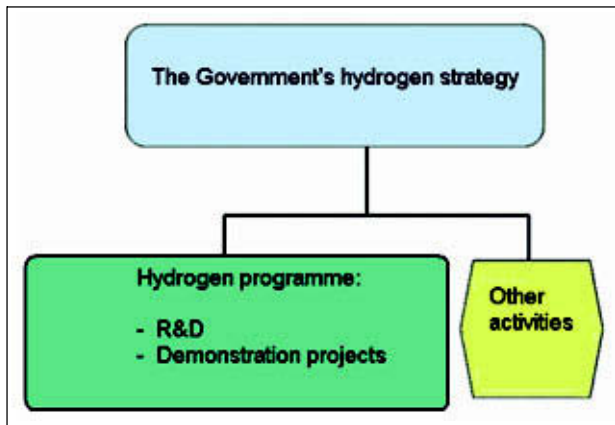 The Government's hydrogen strategy
Hydrogen programme:
- R&D
- Demonstration projects
Other
activities